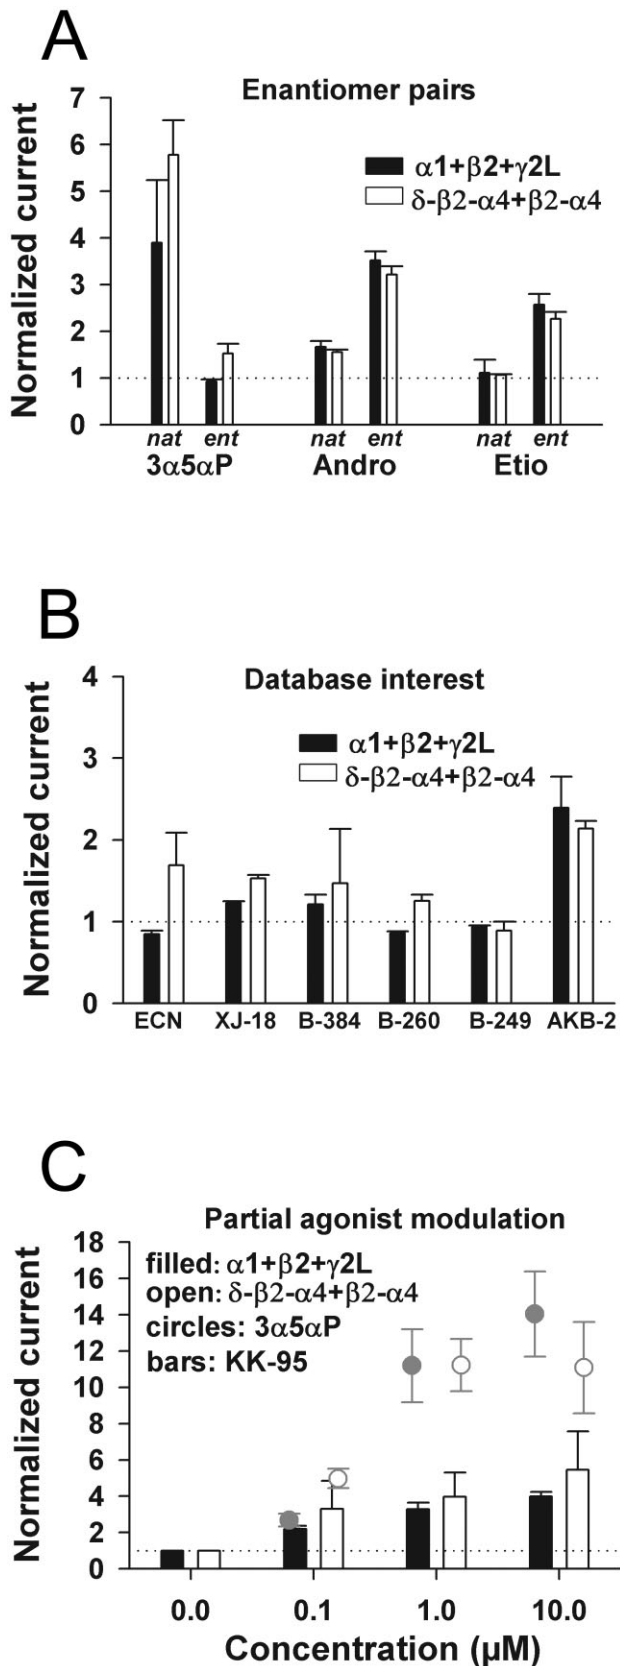 A
Enantiomer pairs
Normalized current
7
6
5
4
3
2
1
0
α1+β2+γ2L
δ-β2-α4+β2-α4
nat ent nat ent nat ent
3α5αP Andro Etio
B
Database interest
Normalized current
4
3
2
1
0
α1+β2+γ2L
δ-β2-α4+β2-α4
ECN XJ-18 B-384 B-260 B-249 AKB-2
C
Partial agonist modulation
Normalized current
18
16
14
12
10
8
6
4
2
0
filled: α1+β2+γ2L
open: δ-β2-α4+β2-α4
circles: 3α5αP
bars: KK-95
0.0 0.1 1.0 10.0
Concentration (µM)